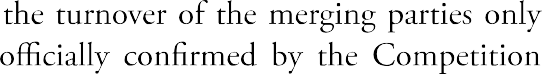 the turnover of the merging parties only
officially confirmed by the Competition